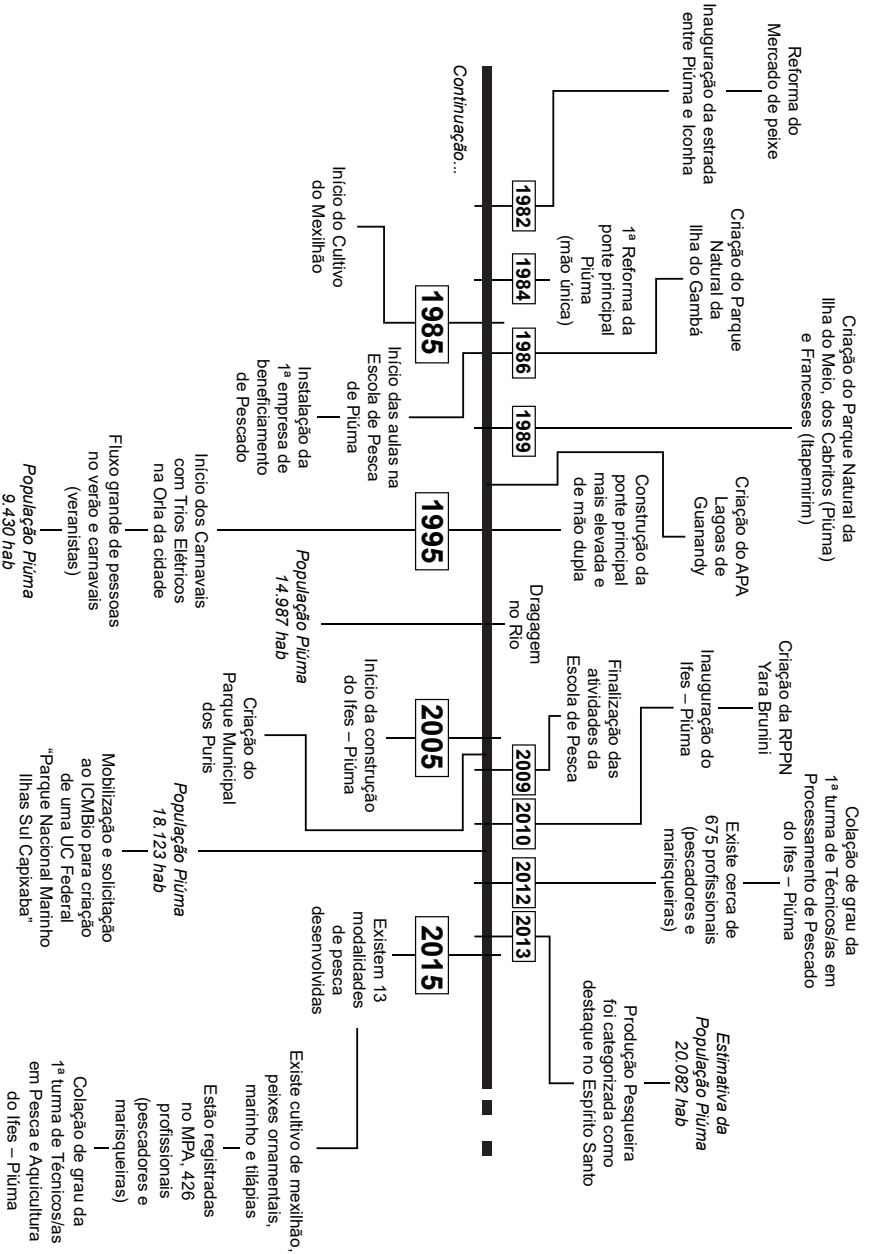 Continuação...
Reforma do
Mercado de peixe
Inauguração da estrada
entre Piúma e Iconha
1982
1ª Reforma da
ponte principal
Piúma
(mão única)
1984
Início do Cultivo
do Mexilhão
1985
Criação do Parque
Natural da
Ilha do Gambá
1986
Início das aulas na
Escola de Pesca
de Piúma
Instalação da
1ª empresa de
beneficiamento
de Pescado
Criação do Parque Natural da
Ilha do Meio, dos Cabritos (Piúma)
e Franceses (Itapemirim)
1989
Criação do APA
Lagoas de
Guanandy
Construção da
ponte principal
mais elevada e
de mão dupla
1995
Início dos Carnavais
com Trios Elétricos
na Orla da cidade
Fluxo grande de pessoas
no verão e carnavais
(veranistas)
População Piúma
9.430 hab
Dragagem
no Rio
População Piúma
14.987 hab
2005
Início da construção
do Ifes – Piúma
Criação do
Parque Municipal
dos Puris
Finalização das
atividades da
Escola de Pesca
2009
Criação da RPPN
Yara Brunini
Inauguração do
Ifes – Piúma
2010
População Piúma
18.123 hab
Mobilização e solicitação
ao ICMBio para criação
de uma UC Federal
“Parque Nacional Marinho
Ilhas Sul Capixaba”
Colação de grau da
1ª turma de Técnicos/as em
Processamento de Pescado
do Ifes – Piúma
Existe cerca de
675 profissionais
(pescadores e
marisqueiras)
2012
2013
Estimativa da
População Piúma
20.082 hab
Produção Pesqueira
foi categorizada como
destaque no Espírito Santo
2015
Existem 13
modalidades
de pesca
desenvolvidas
Existe cultivo de mexilhão,
peixes ornamentais,
marinho e tilápias
Estão registradas
no MPA, 426
profissionais
(pescadores e
marisqueiras)
Colação de grau da
1ª turma de Técnicos/as
em Pesca e Aquicultura
do Ifes – Piúma